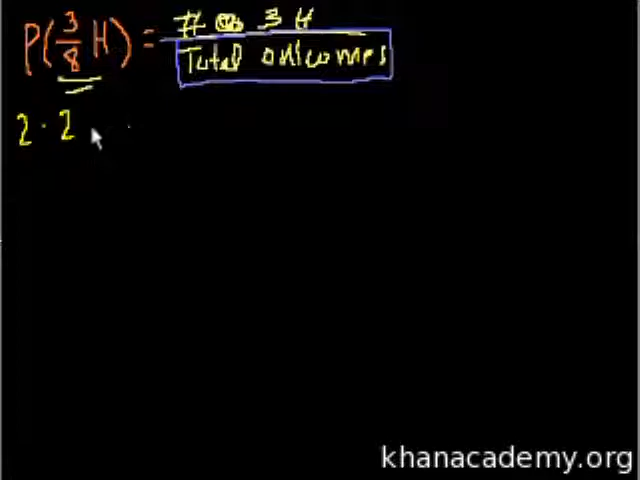 P(3/8 H) = # 3 H
Total outcomes
2 · 2
khanacademy.org